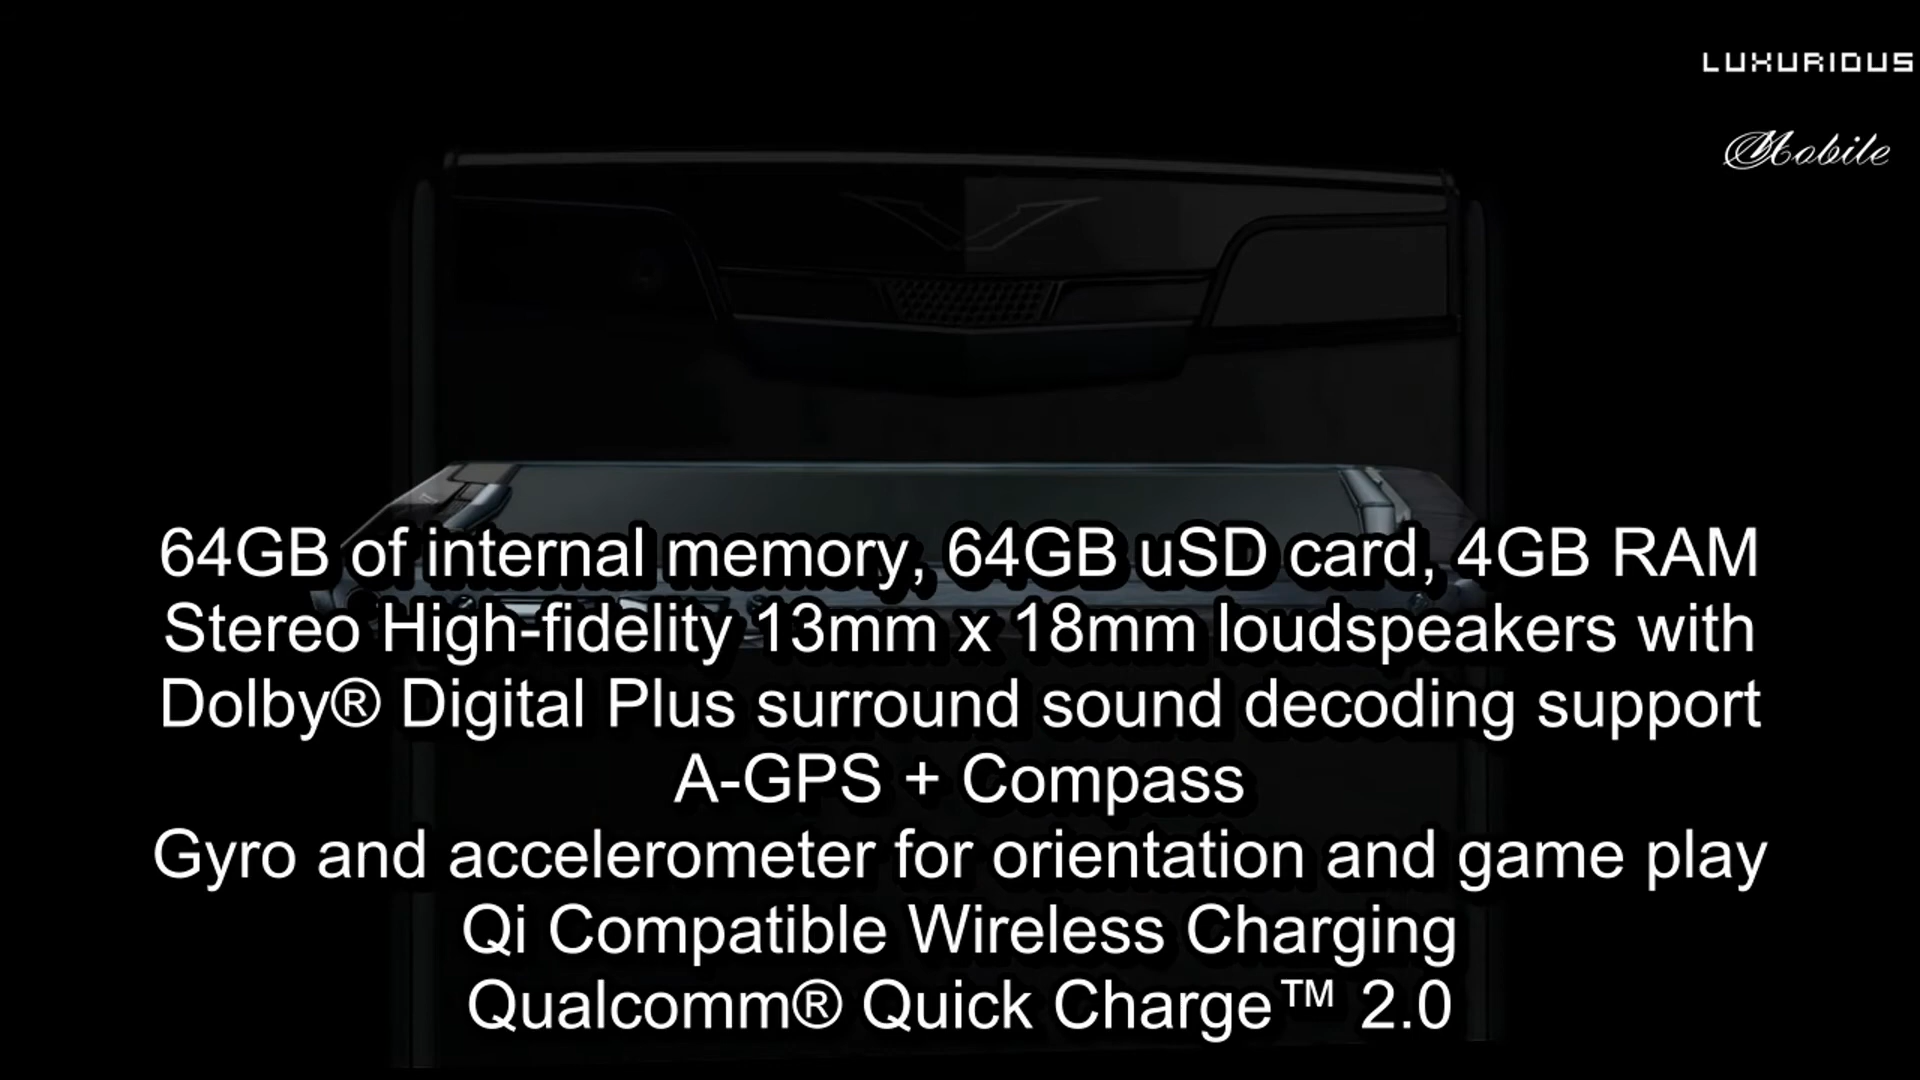 LUXURIOUS
Mobile
64GB of internal memory, 64GB uSD card, 4GB RAM
Stereo High-fidelity 13mm x 18mm loudspeakers with
Dolby® Digital Plus surround sound decoding support
A-GPS + Compass
Gyro and accelerometer for orientation and game play
Qi Compatible Wireless Charging
Qualcomm® Quick Charge™ 2.0